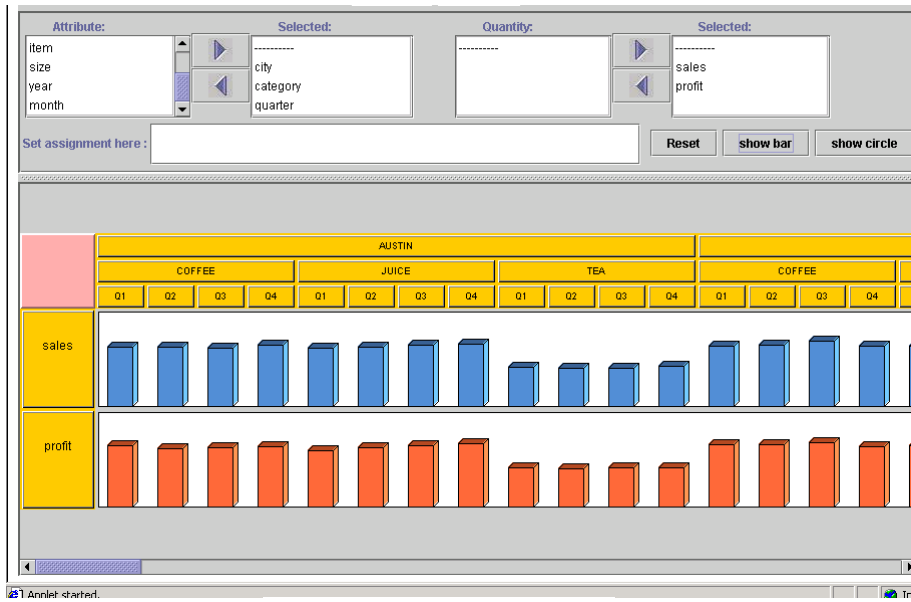 Attribute: Selected: Quantity: Selected:
item ---------- ---------- ----------
size city sales
year category profit
month quarter
Set assignment here : Reset show bar show circle
AUSTIN
COFFEE JUICE TEA COFFEE
Q1 Q2 Q3 Q4 Q1 Q2 Q3 Q4 Q1 Q2 Q3 Q4 Q1 Q2 Q3 Q4
sales
profit
Applet started.